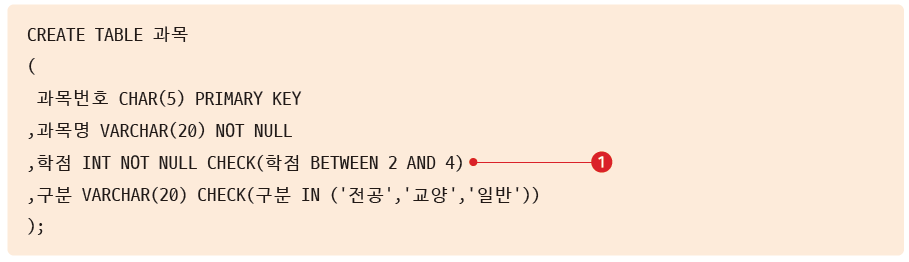 CREATE TABLE 과목
(
 과목번호 CHAR(5) PRIMARY KEY
,과목명 VARCHAR(20) NOT NULL
,학점 INT NOT NULL CHECK(학점 BETWEEN 2 AND 4) 1
,구분 VARCHAR(20) CHECK(구분 IN ('전공','교양','일반'))
);